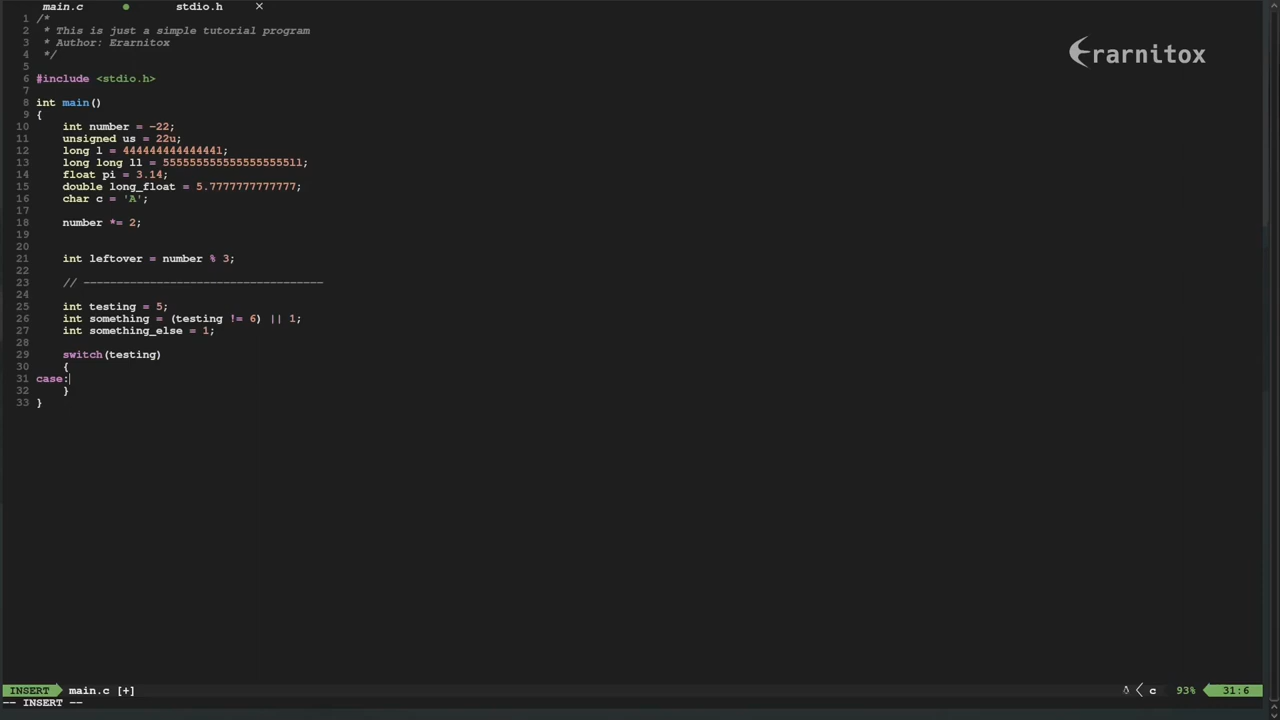 main.c ● stdio.h ✕
1 /*
2 * This is just a simple tutorial program
3 * Author: Erarnitox
4 */
5
6 #include <stdio.h>
7
8 int main()
9 {
10 int number = -22;
11 unsigned us = 22u;
12 long l = 444444444444l;
13 long long ll = 5555555555555555555ll;
14 float pi = 3.14;
15 double long_float = 5.7777777777777;
16 char c = 'A';
17
18 number *= 2;
19
20
21 int leftover = number % 3;
22
23 // ------------------------------------
24
25 int testing = 5;
26 int something = (testing != 6) || 1;
27 int something_else = 1;
28
29 switch(testing)
30 {
31 case:
32 }
33 }
Erarnitox
INSERT main.c [+] c 93% 31:6
-- INSERT --